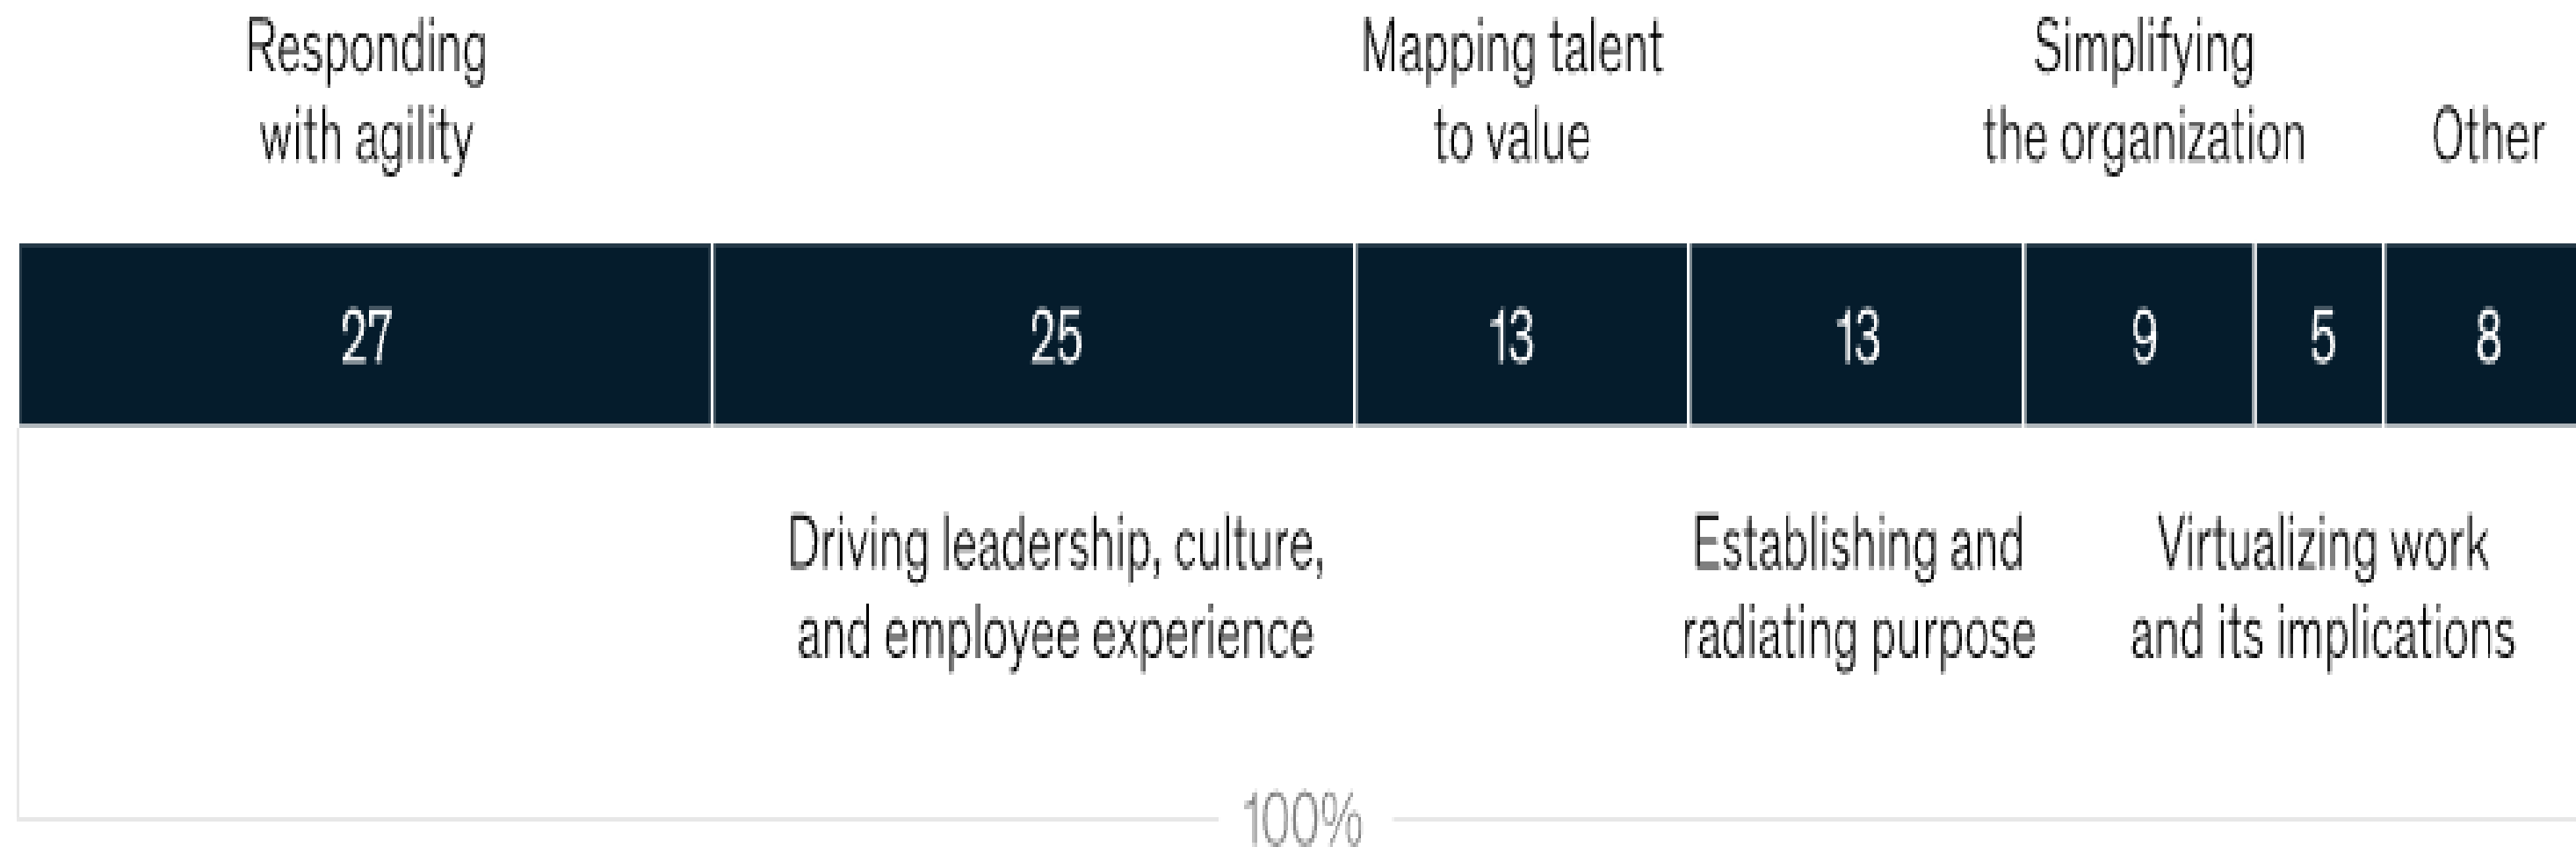 Responding
with agility
Mapping talent
to value
Simplifying
the organization
Other
27 25 13 13 9 5 8
Driving leadership, culture,
and employee experience
Establishing and
radiating purpose
Virtualizing work
and its implications
100%